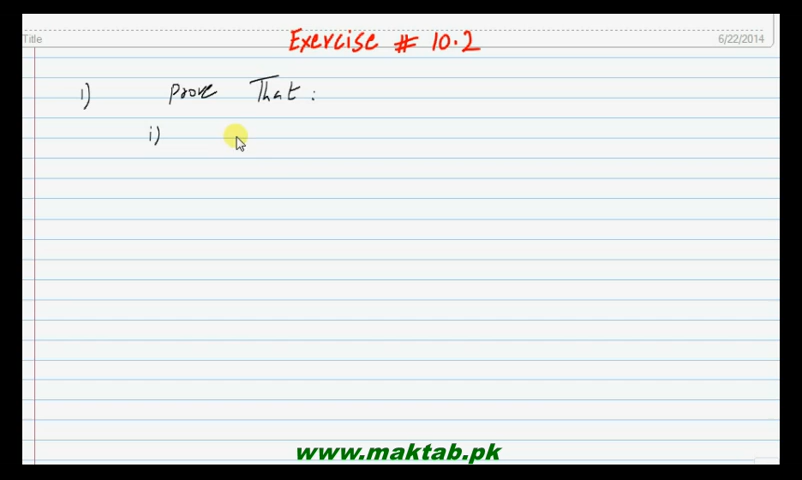 Title
Exercise # 10.2
6/22/2014
1) Prove That :
i)
www.maktab.pk